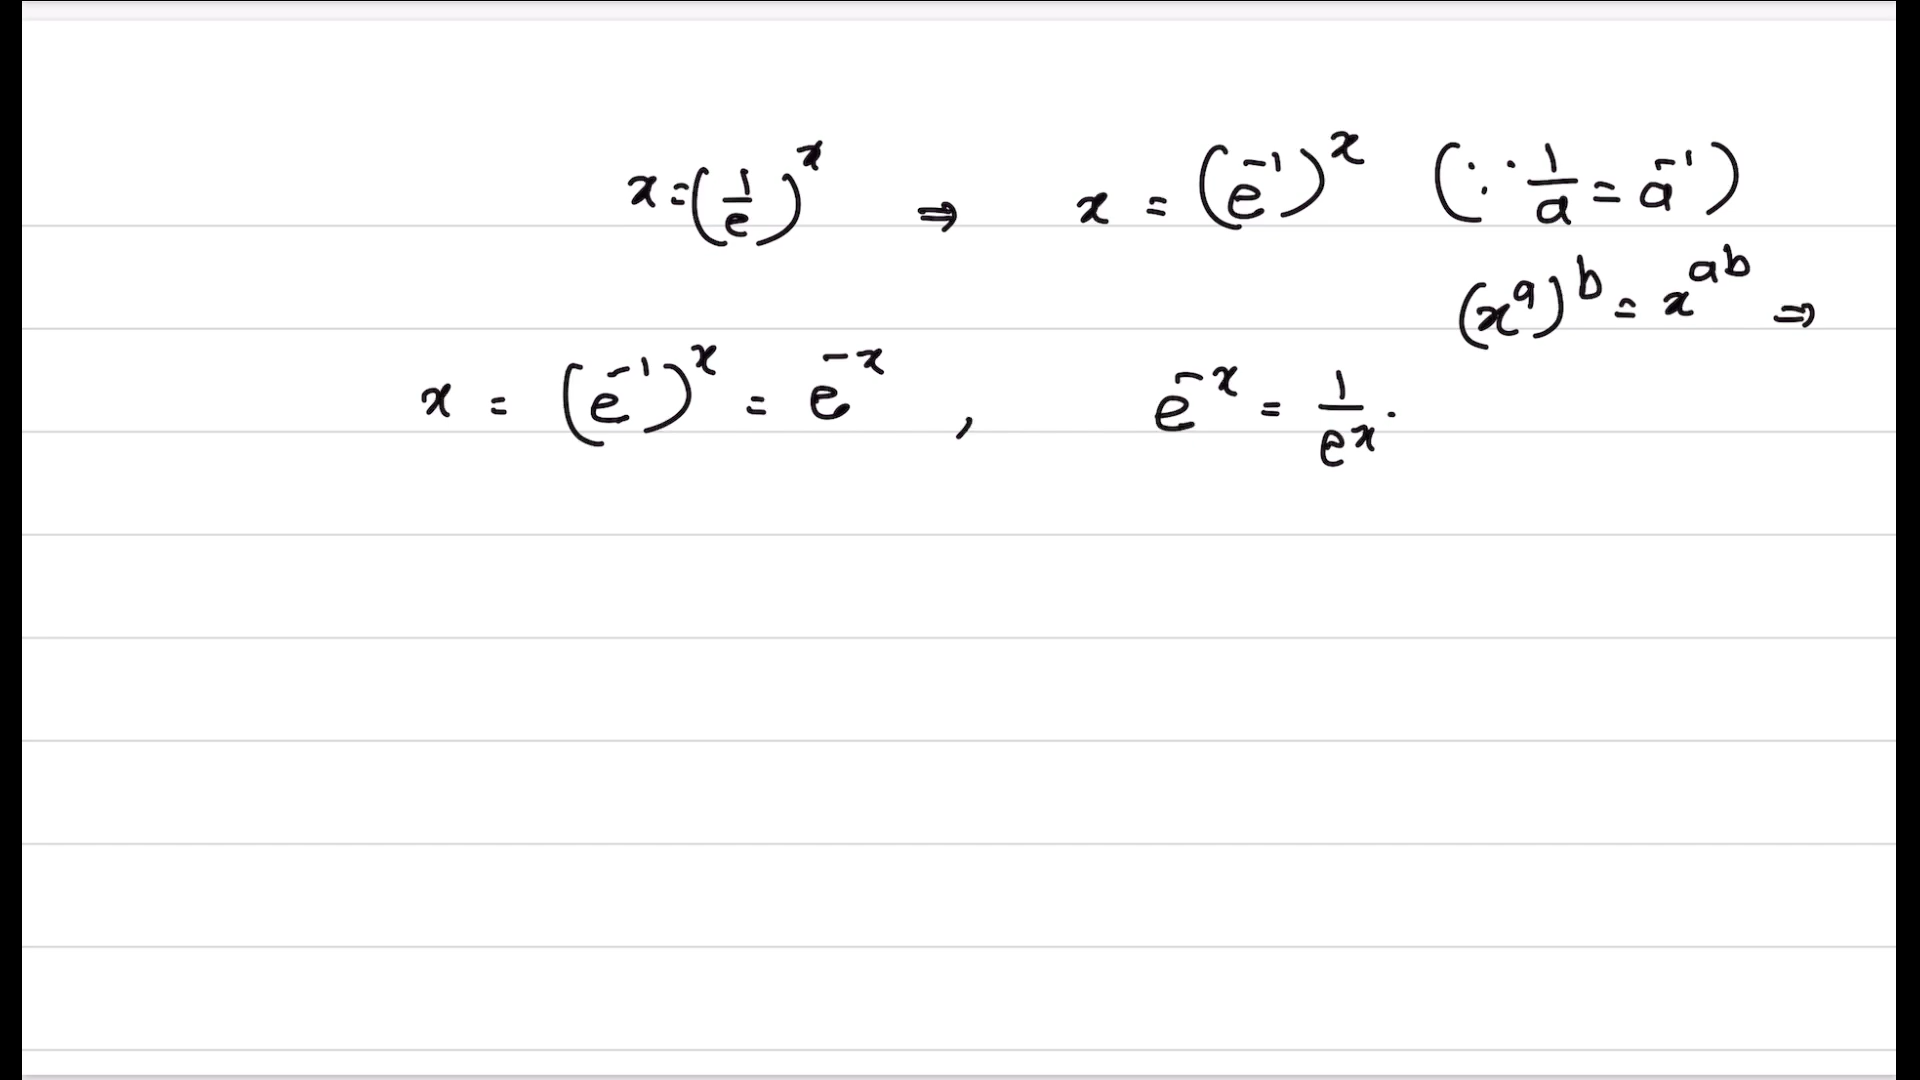 x = (1/e)^x ⇒ x = (e^-1)^x (∵ 1/a = a^-1)
(x^a)^b = x^ab ⇒
x = (e^-1)^x = e^-x , e^-x = 1/e^x .